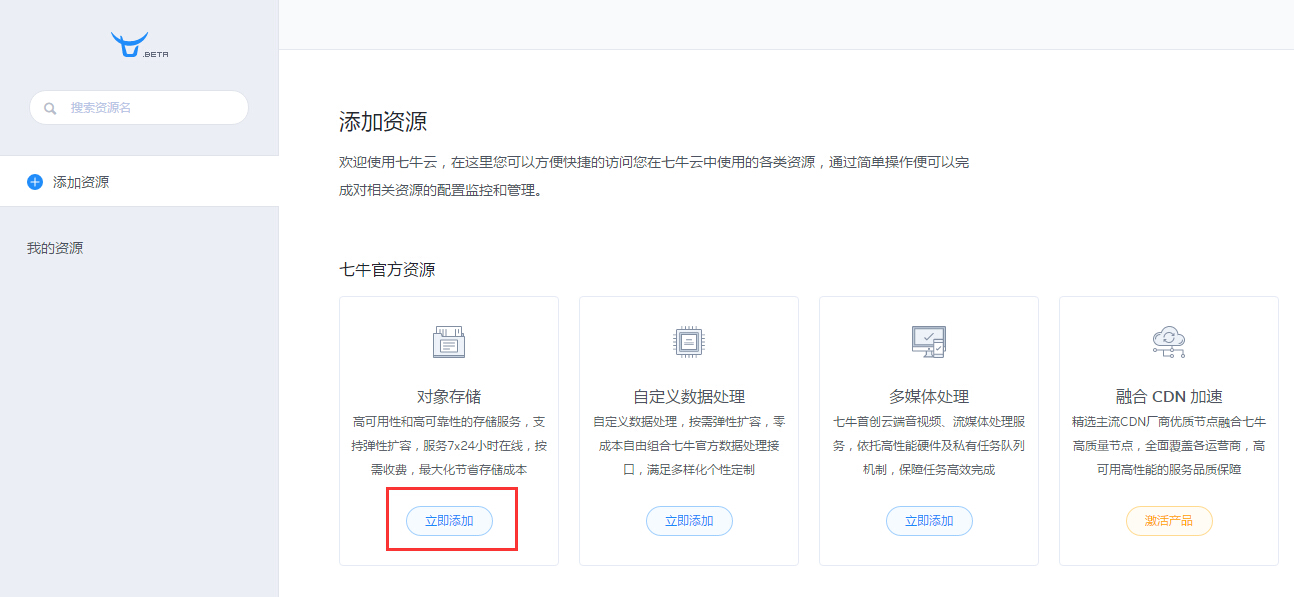 .BETA
搜索资源名
添加资源
我的资源
添加资源
欢迎使用七牛云，在这里您可以方便快捷的访问您在七牛云中使用的各类资源，通过简单操作便可以完
成对相关资源的配置监控和管理。
七牛官方资源
对象存储
高可用性和高可靠性的存储服务，支
持弹性扩容，服务7x24小时在线，按
需收费，最大化节省存储成本
立即添加
自定义数据处理
自定义数据处理，按需弹性扩容，零
成本自由组合七牛官方数据处理接
口，满足多样化个性定制
立即添加
多媒体处理
七牛首创云端音视频、流媒体处理服
务，依托高性能硬件及私有任务队列
机制，保障任务高效完成
立即添加
融合 CDN 加速
精选主流CDN厂商优质节点融合七牛
高质量节点，全面覆盖各运营商，高
可用高性能的服务品质保障
激活产品